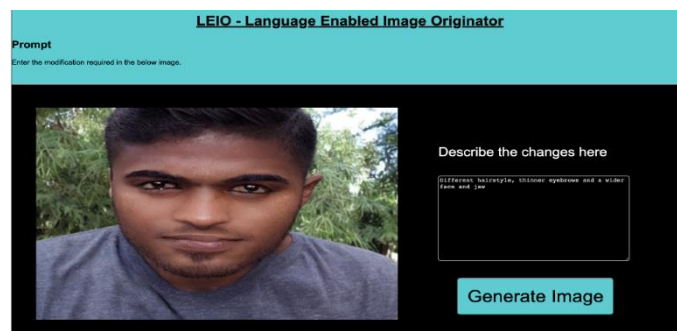 LEIO - Language Enabled Image Originator
Prompt
Enter the modification required in the below image.
Describe the changes here
Different hairstyle, thinner eyebrows and a wider
face and jaw
Generate Image